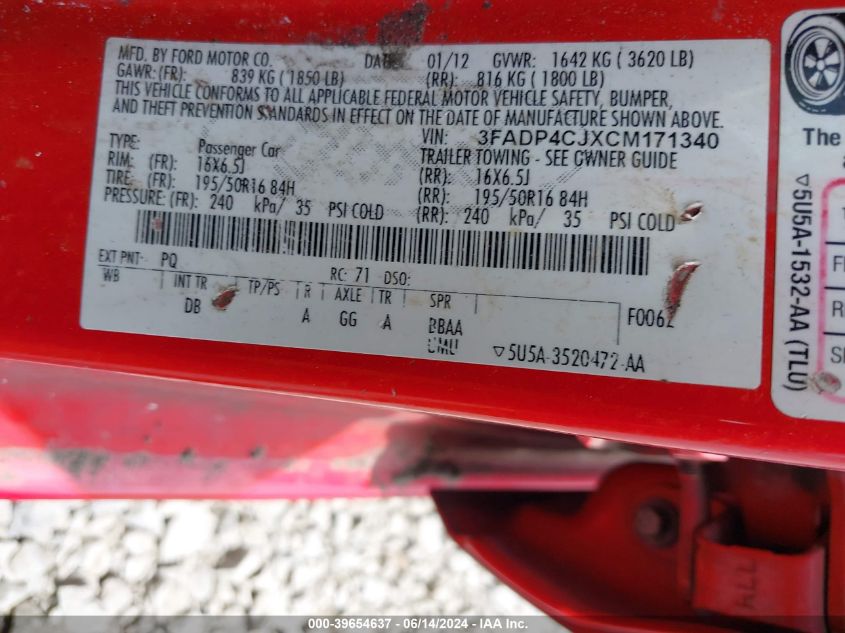 MFD. BY FORD MOTOR CO. DATE: 01/12 GVWR: 1642 KG ( 3620 LB)
GAWR:(FR): 839 KG ( 1850 LB) (RR): 816 KG ( 1800 LB)
THIS VEHICLE CONFORMS TO ALL APPLICABLE FEDERAL MOTOR VEHICLE SAFETY, BUMPER,
AND THEFT PREVENTION STANDARDS IN EFFECT ON THE DATE OF MANUFACTURE SHOWN ABOVE.
VIN: 3FADP4CJXCM171340
TYPE: Passenger Car TRAILER TOWING - SEE OWNER GUIDE
RIM: (FR): 16X6.5J (RR): 16X6.5J
TIRE: (FR): 195/50R16 84H (RR): 195/50R16 84H
PRESSURE: (FR): 240 kPa/ 35 PSI COLD (RR): 240 kPa/ 35 PSI COLD
EXT PNT: PQ RC: 71 DSO:
WB INT TR TP/PS R AXLE TR SPR
DB A GG A BBAA F0062
UMU ▽5U5A-3520472-AA
The
▽5U5A-1532-AA (TLU)
ALL
000-39654637 - 06/14/2024 - IAA Inc.